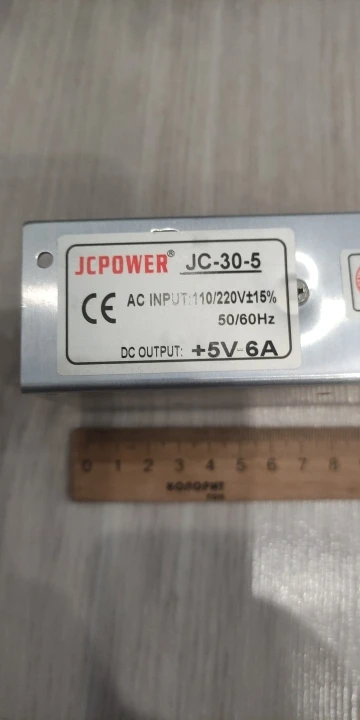 JCPOWER® JC-30-5
CE AC INPUT:110/220V±15%
50/60Hz
DC OUTPUT: +5V 6A
0 1 2 3 4 5 6 7 8
КОЛОРИТ